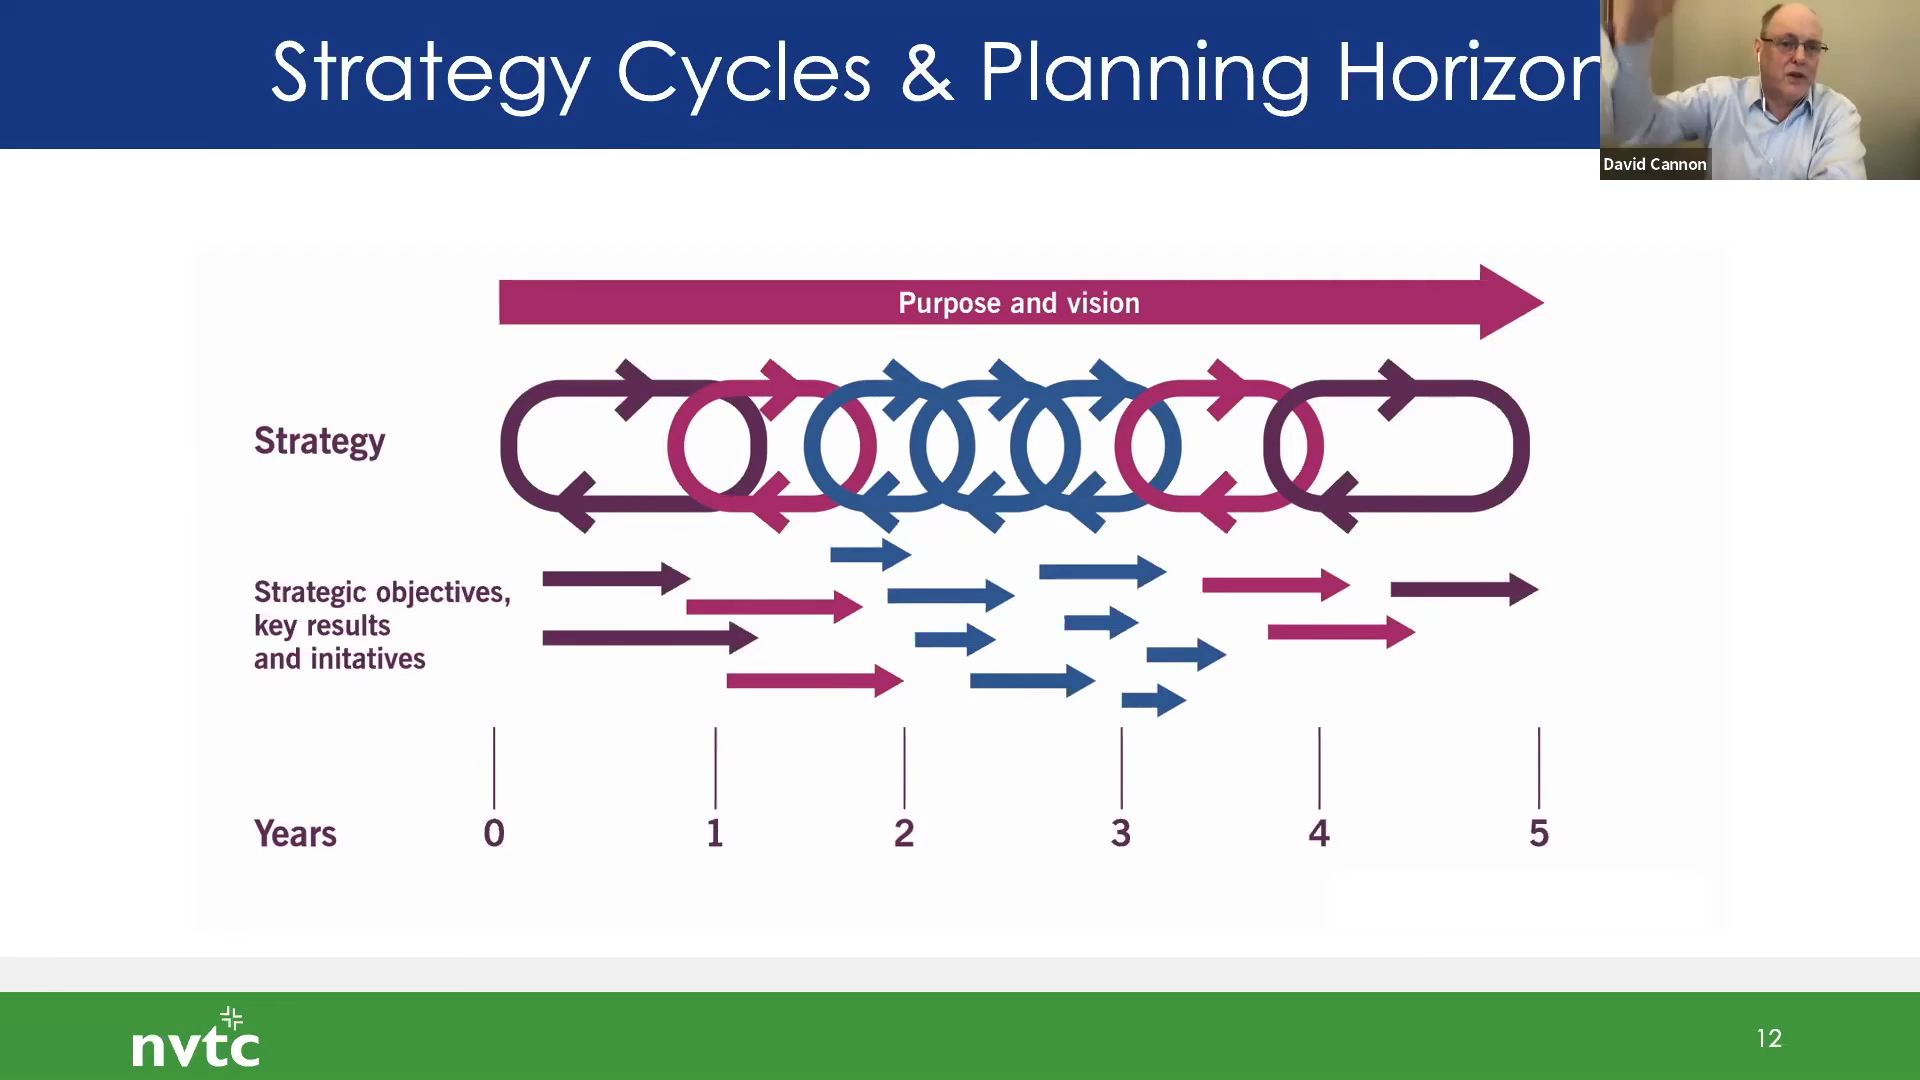 Strategy Cycles & Planning Horizon
David Cannon
Purpose and vision
Strategy
Strategic objectives,
key results
and initatives
Years
0
1
2
3
4
5
nvtc
12